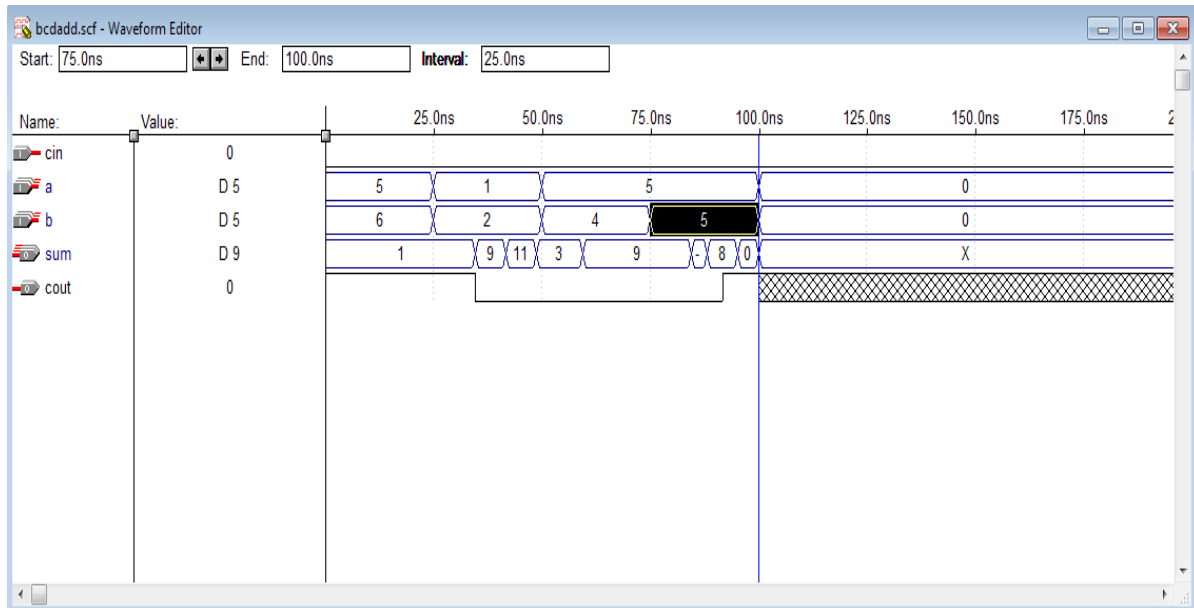 bcdadd.scf - Waveform Editor
Start: 75.0ns End: 100.0ns Interval: 25.0ns
Name: Value: 25.0ns 50.0ns 75.0ns 100.0ns 125.0ns 150.0ns 175.0ns 2
cin 0
a D 5 5 1 5 0
b D 5 6 2 4 5 0
sum D 9 1 9 11 3 9 - 8 0 X
cout 0